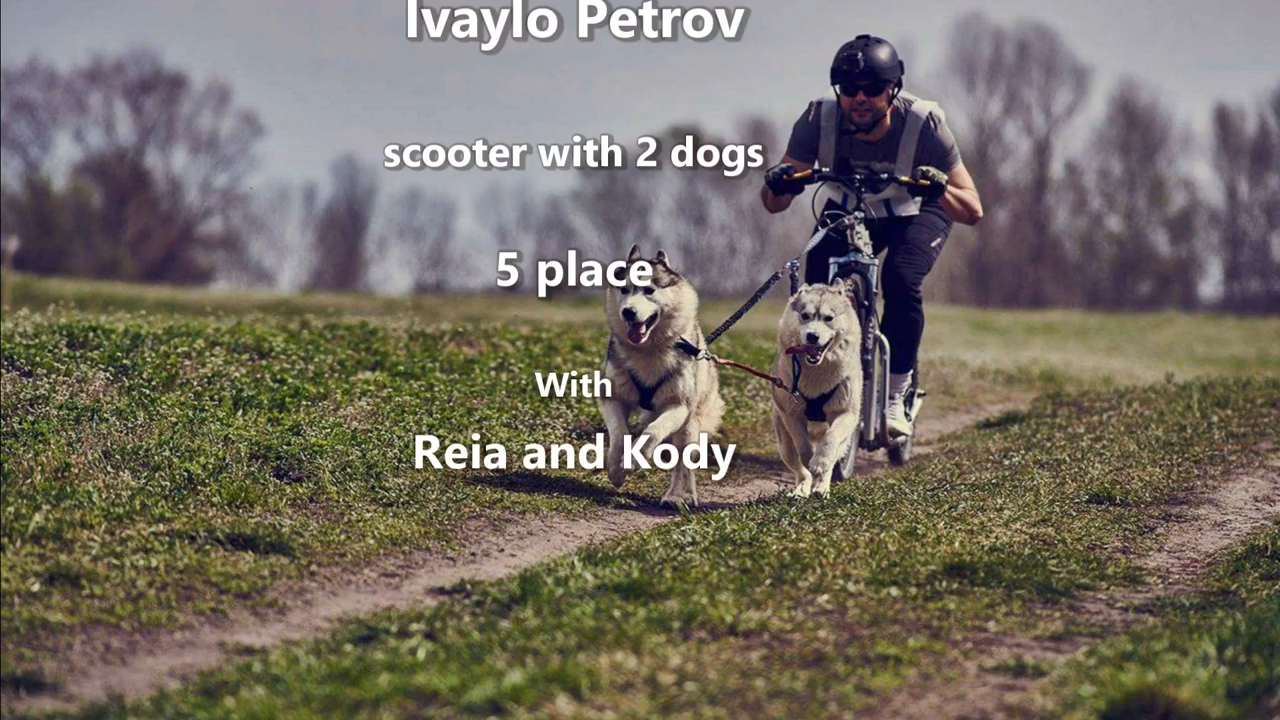 Ivaylo Petrov
scooter with 2 dogs
5 place
With
Reia and Kody